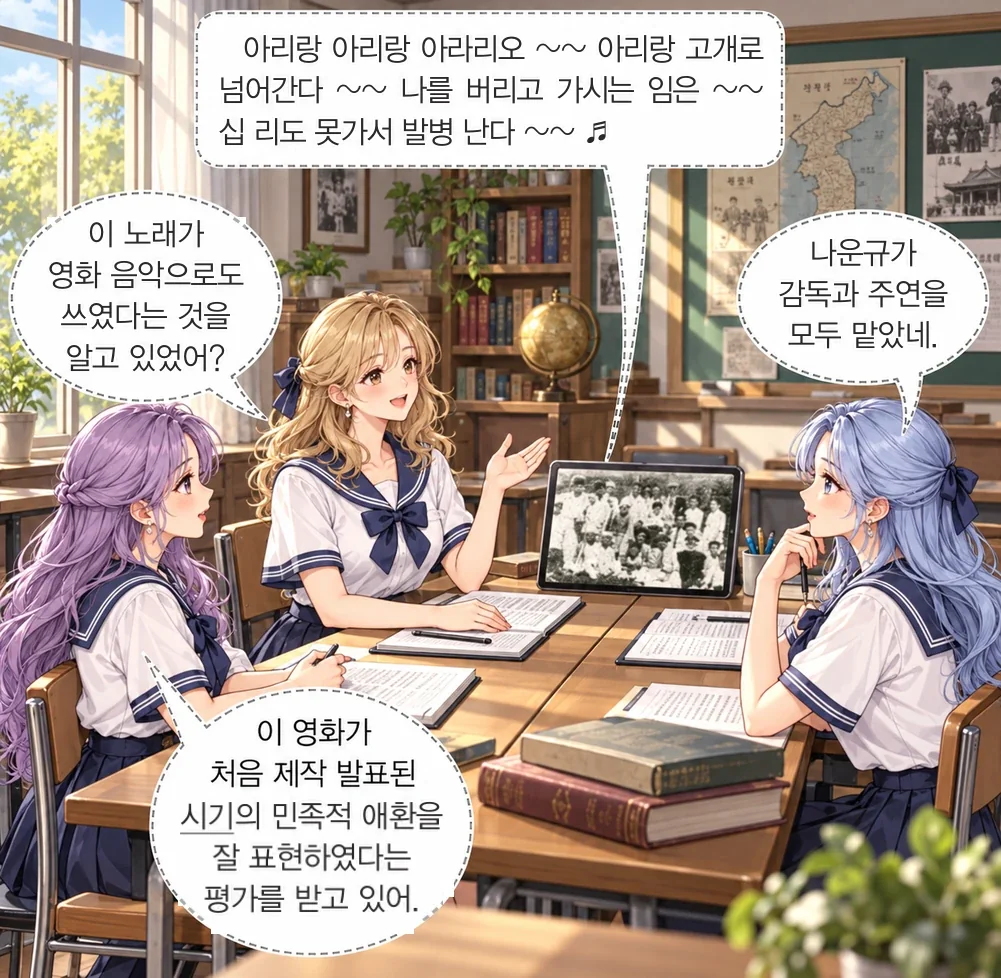 아리랑 아리랑 아라리오 ~~ 아리랑 고개로
넘어간다 ~~ 나를 버리고 가시는 임은 ~~
십 리도 못가서 발병 난다 ~~ ♬
이 노래가
영화 음악으로도
쓰였다는 것을
알고 있었어?
나운규가
감독과 주연을
모두 맡았네.
이 영화가
처음 제작 발표된
시기의 민족적 애환을
잘 표현하였다는
평가를 받고 있어.